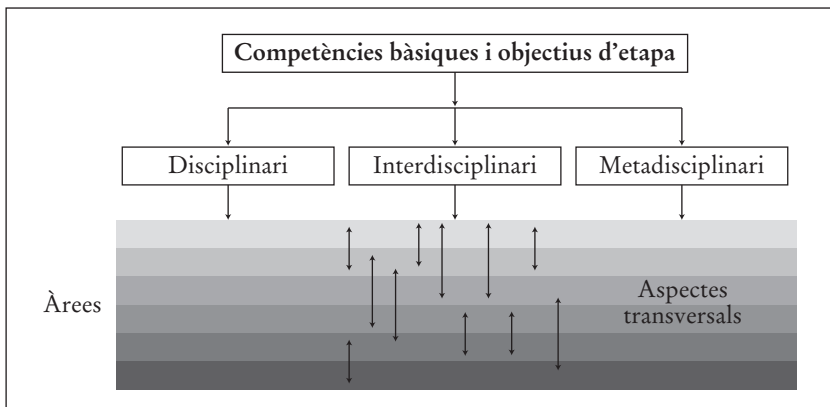 Competències bàsiques i objectius d’etapa
Disciplinari
Interdisciplinari
Metadisciplinari
Àrees
Aspectes
transversals